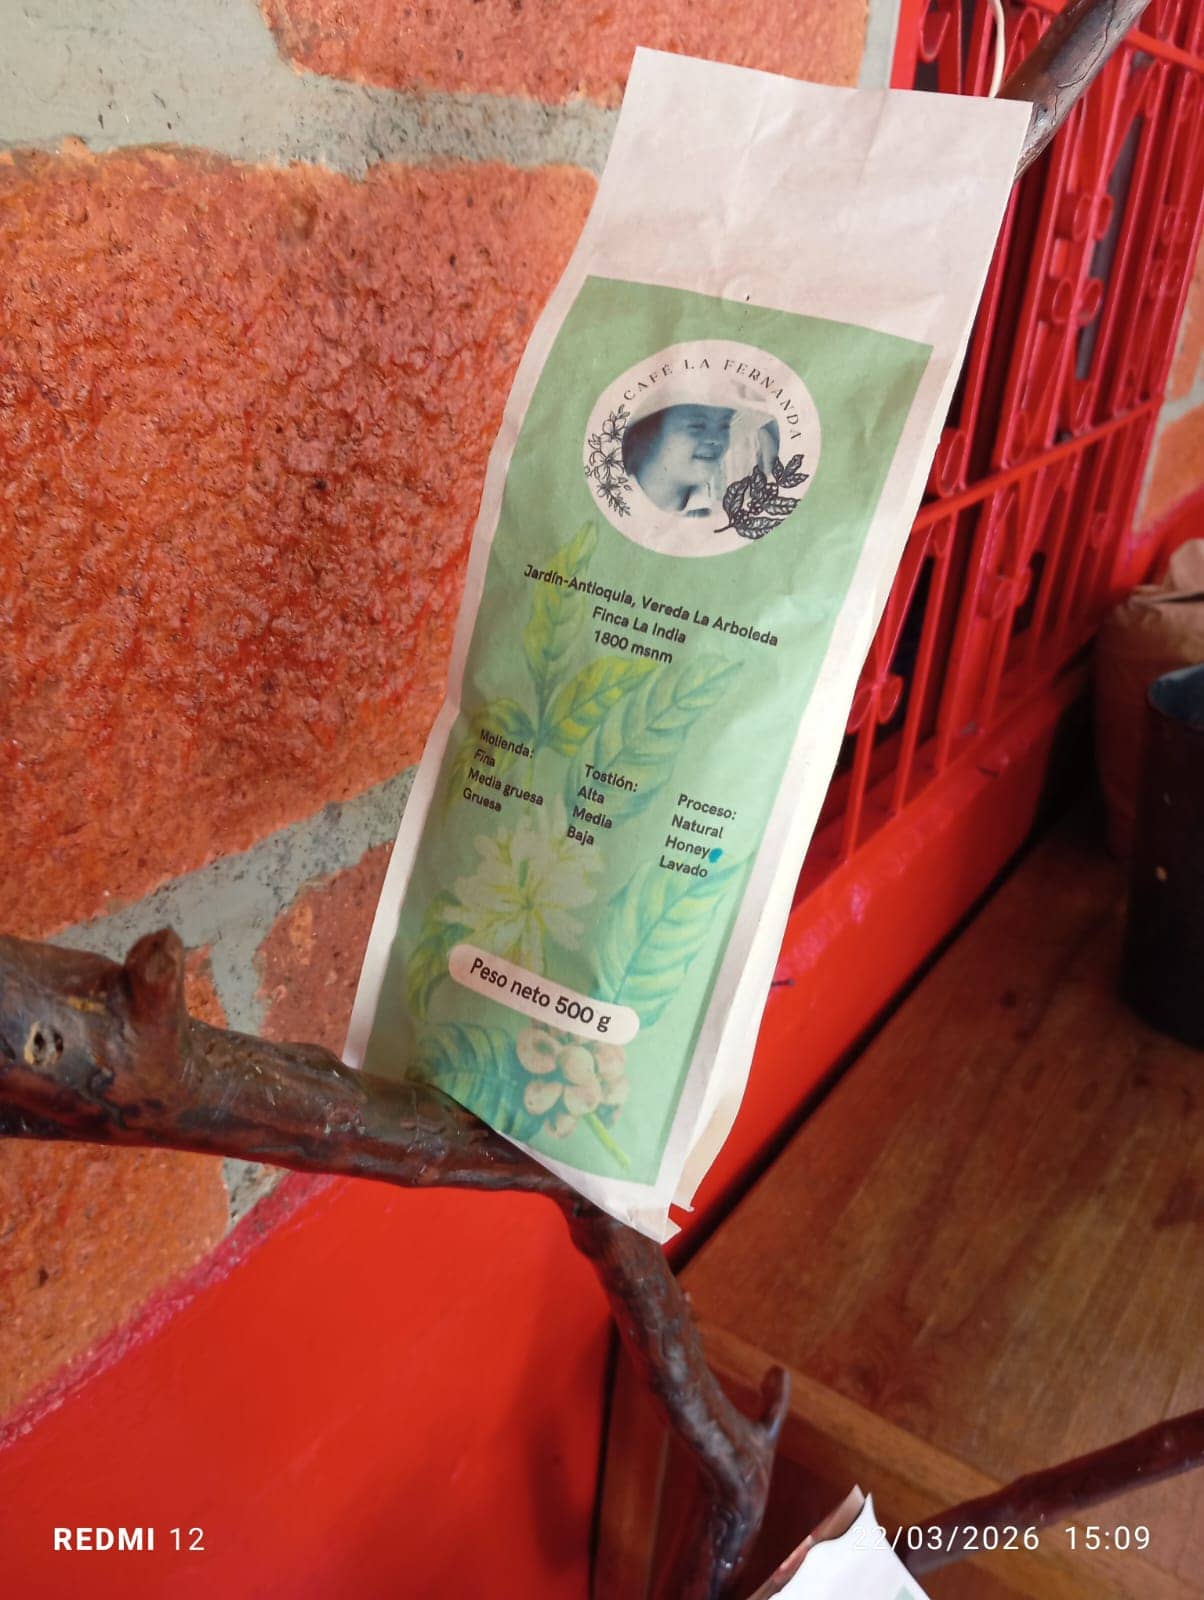 CAFÉ LA FERNANDA
Jardín-Antioquia, Vereda La Arboleda
Finca La India
1800 msnm
Molienda:
Fina
Media gruesa
Gruesa
Tostión:
Alta
Media
Baja
Proceso:
Natural
Honey
Lavado
Peso neto 500 g
REDMI 12
22/03/2026 15:09